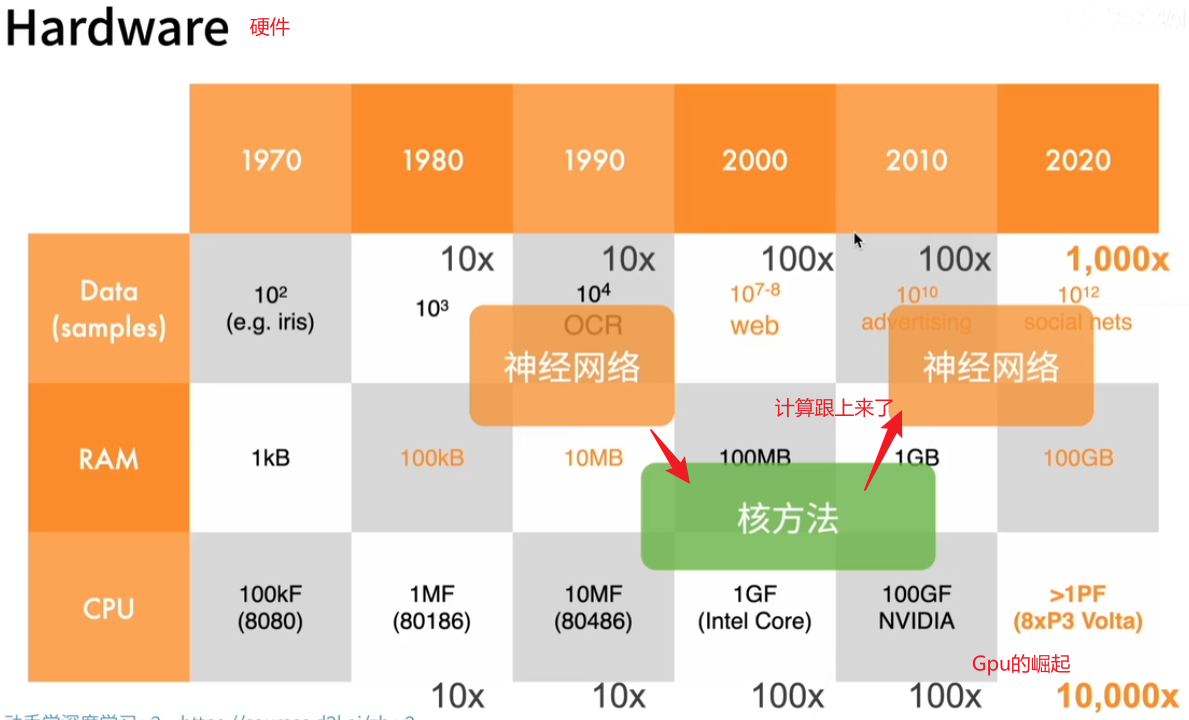 Hardware 硬件
1970 1980 1990 2000 2010 2020
10x 10x 100x 100x 1,000x
Data
(samples)
10²
(e.g. iris)
10³
10⁴
OCR
10⁷⁻⁸
web
10¹⁰
advertising
10¹²
social nets
神经网络
神经网络
计算跟上来了
RAM 1kB 100kB 10MB 100MB 1GB 100GB
核方法
CPU
100kF
(8080)
1MF
(80186)
10MF
(80486)
1GF
(Intel Core)
100GF
NVIDIA
>1PF
(8xP3 Volta)
Gpu的崛起
10x 10x 100x 100x 10,000x